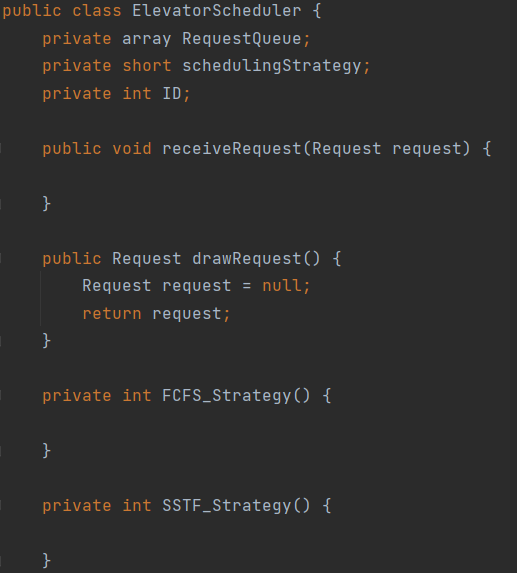 public class ElevatorScheduler {
    private array RequestQueue;
    private short schedulingStrategy;
    private int ID;
    public void receiveRequest(Request request) {
    }
    public Request drawRequest() {
        Request request = null;
        return request;
    }
    private int FCFS_Strategy() {
    }
    private int SSTF_Strategy() {
    }